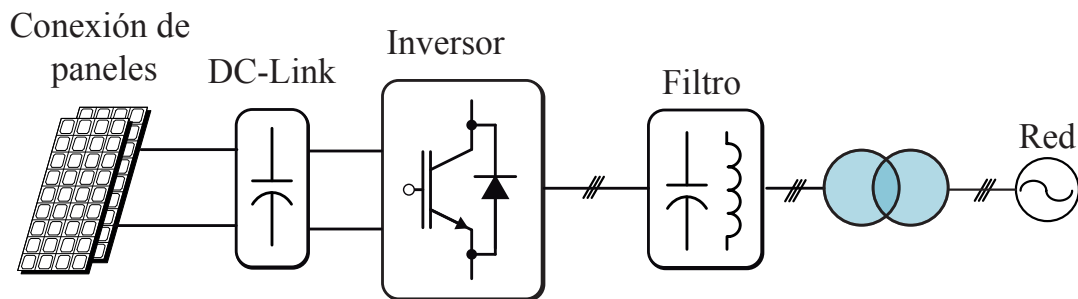 Conexión de
paneles
DC-Link
Inversor
Filtro
Red